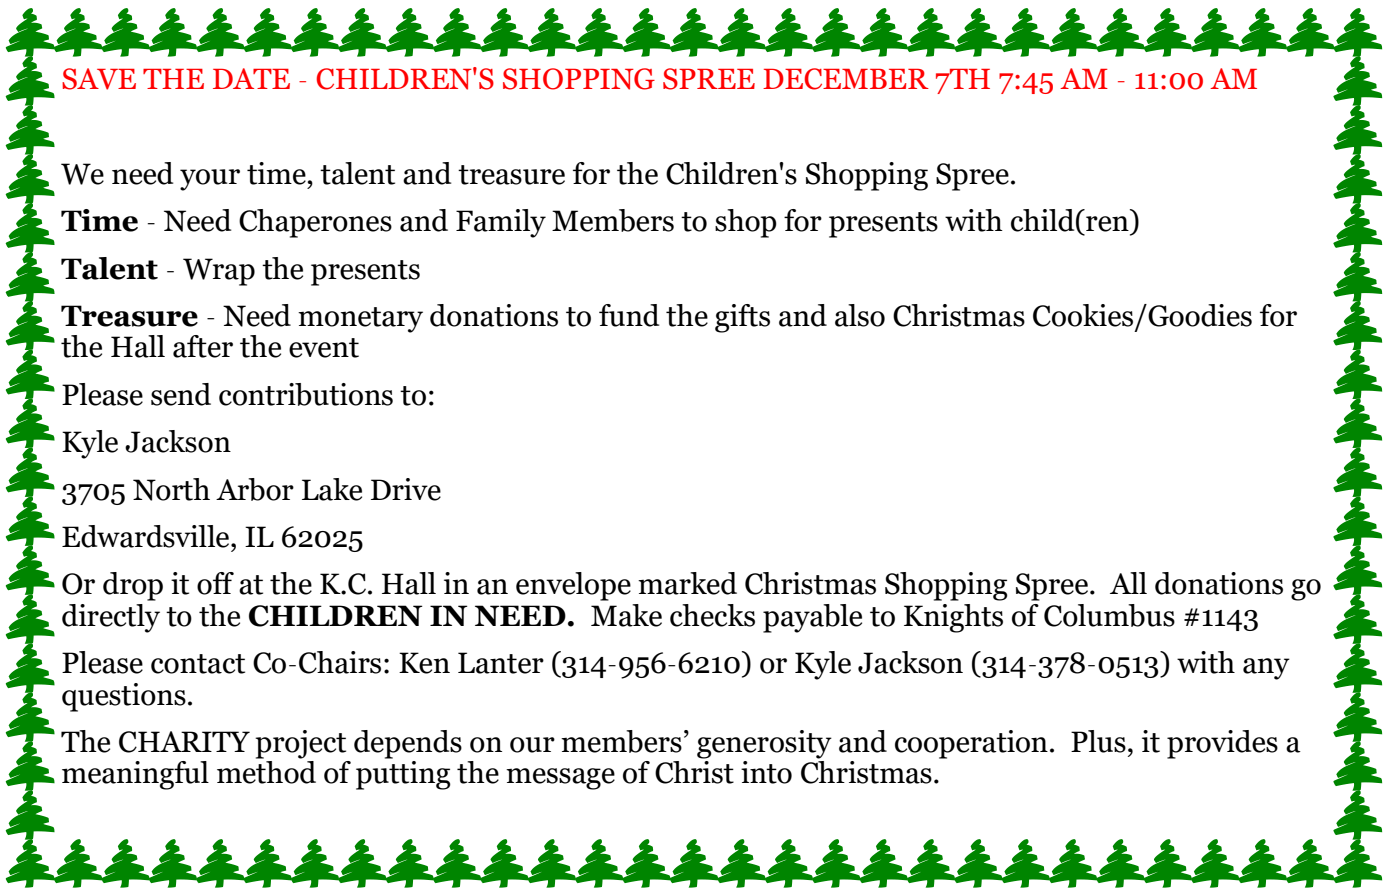 SAVE THE DATE - CHILDREN'S SHOPPING SPREE DECEMBER 7TH 7:45 AM - 11:00 AM
We need your time, talent and treasure for the Children's Shopping Spree.
Time - Need Chaperones and Family Members to shop for presents with child(ren)
Talent - Wrap the presents
Treasure - Need monetary donations to fund the gifts and also Christmas Cookies/Goodies for
the Hall after the event
Please send contributions to:
Kyle Jackson
3705 North Arbor Lake Drive
Edwardsville, IL 62025
Or drop it off at the K.C. Hall in an envelope marked Christmas Shopping Spree.  All donations go
directly to the CHILDREN IN NEED.  Make checks payable to Knights of Columbus #1143
Please contact Co-Chairs: Ken Lanter (314-956-6210) or Kyle Jackson (314-378-0513) with any
questions.
The CHARITY project depends on our members’ generosity and cooperation.  Plus, it provides a
meaningful method of putting the message of Christ into Christmas.